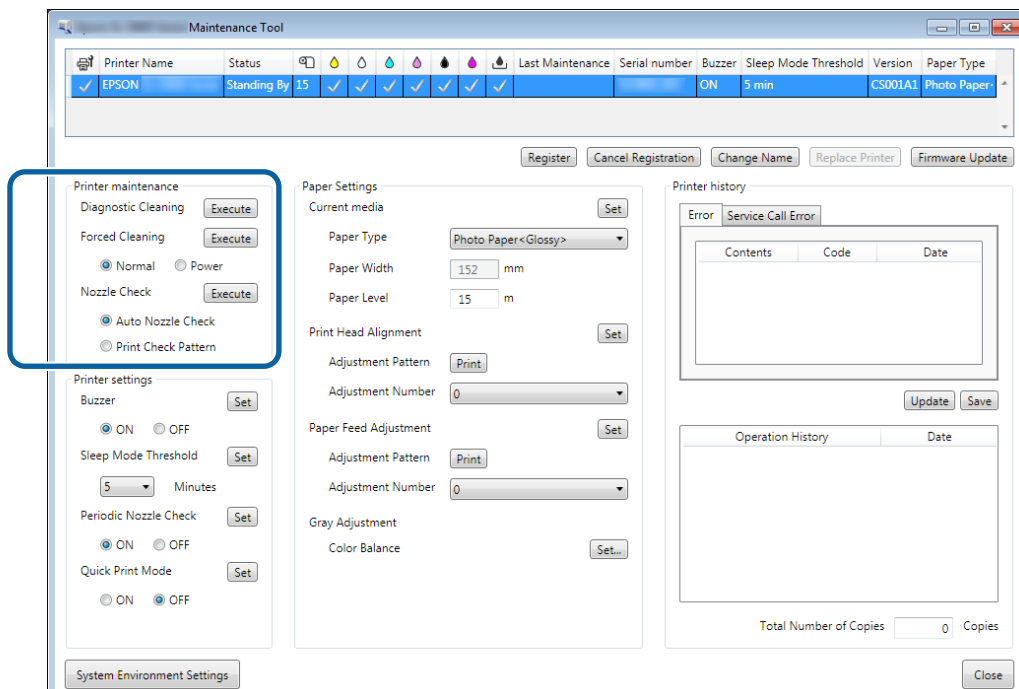 Maintenance Tool
Printer Name Status Last Maintenance Serial number Buzzer Sleep Mode Threshold Version Paper Type
EPSON Standing By 15 ON 5 min CS001A1 Photo Paper
Register Cancel Registration Change Name Replace Printer Firmware Update
Printer maintenance
Diagnostic Cleaning Execute
Forced Cleaning Execute
Normal Power
Nozzle Check Execute
Auto Nozzle Check
Print Check Pattern
Printer settings
Buzzer Set
ON OFF
Sleep Mode Threshold Set
5 Minutes
Periodic Nozzle Check Set
ON OFF
Quick Print Mode Set
ON OFF
System Environment Settings
Paper Settings
Current media Set
Paper Type Photo Paper<Glossy>
Paper Width 152 mm
Paper Level 15 m
Print Head Alignment Set
Adjustment Pattern Print
Adjustment Number 0
Paper Feed Adjustment Set
Adjustment Pattern Print
Adjustment Number 0
Gray Adjustment
Color Balance Set...
Printer history
Error Service Call Error
Contents Code Date
Update Save
Operation History Date
Total Number of Copies 0 Copies
Close